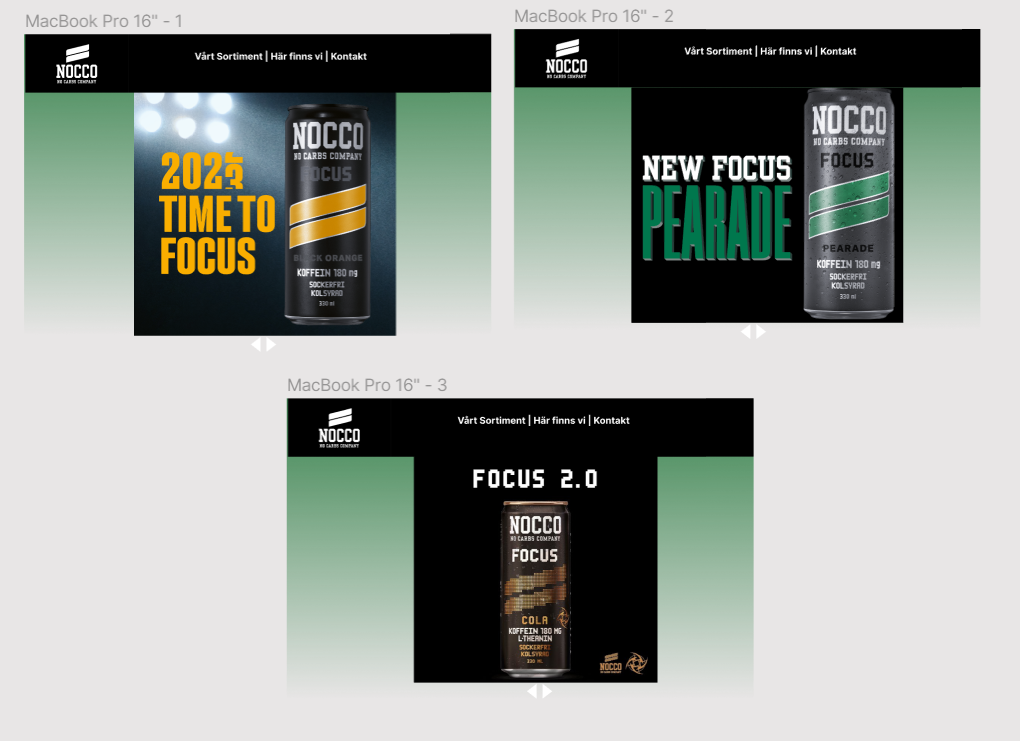 MacBook Pro 16" - 1
NOCCO
NO CARBS COMPANY
Vårt Sortiment | Här finns vi | Kontakt
2023
TIME TO
FOCUS
NOCCO
NO CARBS COMPANY
FOCUS
BLACK ORANGE
KOFFEIN 180 mg
SOCKERFRI
KOLSYRAD
330 ml
MacBook Pro 16" - 2
NOCCO
NO CARBS COMPANY
Vårt Sortiment | Här finns vi | Kontakt
NEW FOCUS
PEARADE
NOCCO
NO CARBS COMPANY
FOCUS
PEARADE
KOFFEIN 180 mg
SOCKERFRI
KOLSYRAD
330 ml
MacBook Pro 16" - 3
NOCCO
NO CARBS COMPANY
Vårt Sortiment | Här finns vi | Kontakt
FOCUS 2.0
NOCCO
NO CARBS COMPANY
FOCUS
COLA
KOFFEIN 180 MG
L-THEANIN
SOCKERFRI
KOLSYRAD
330 ML
NOCCO
NO CARBS COMPANY